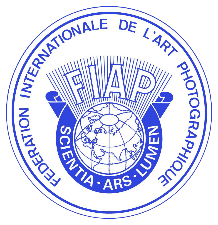 FEDERATION INTERNATIONALE DE L'ART PHOTOGRAPHIQUE
FIAP
SCIENTIA · ARS · LUMEN